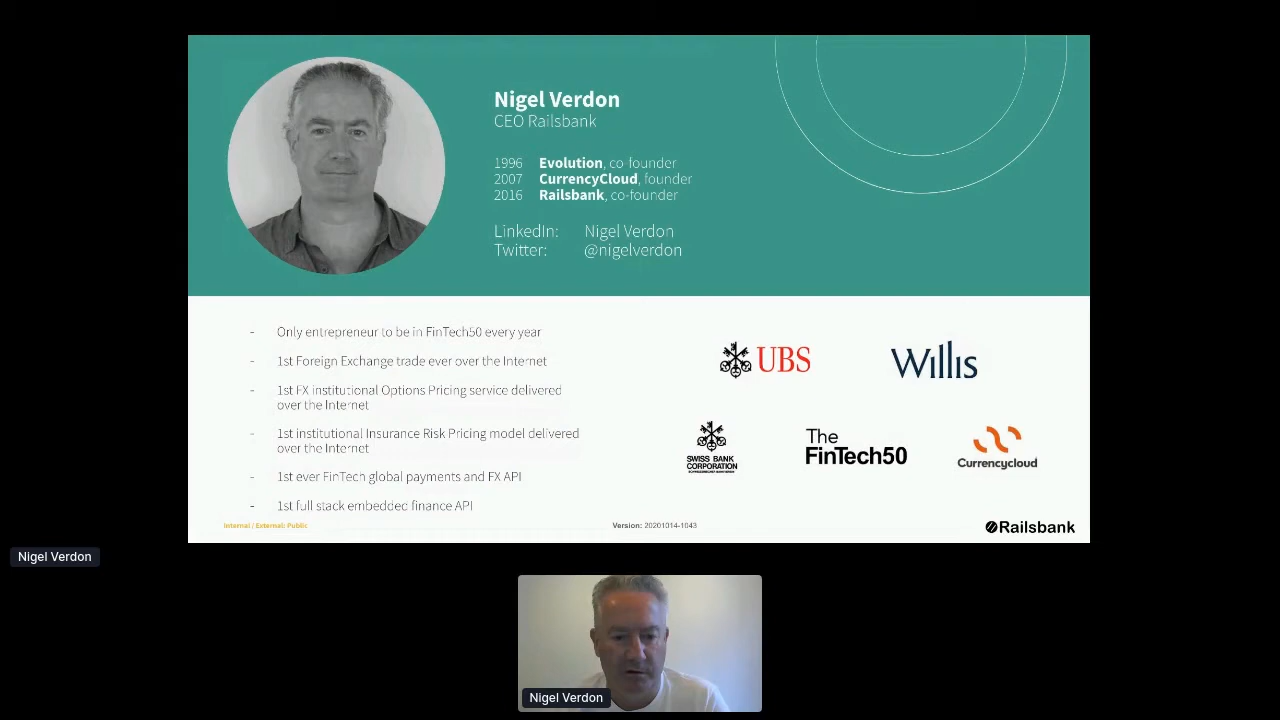 Nigel Verdon
CEO Railsbank
1996 Evolution, co-founder
2007 CurrencyCloud, founder
2016 Railsbank, co-founder
LinkedIn: Nigel Verdon
Twitter: @nigelverdon
- Only entrepreneur to be in FinTech50 every year
- 1st Foreign Exchange trade ever over the Internet
- 1st FX institutional Options Pricing service delivered
over the Internet
- 1st institutional Insurance Risk Pricing model delivered
over the Internet
- 1st ever FinTech global payments and FX API
- 1st full stack embedded finance API
UBS
Willis
SWISS BANK
CORPORATION
The
FinTech50
Currencycloud
Internal / External: Public
Version: 20201014-1043
Railsbank
Nigel Verdon
Nigel Verdon